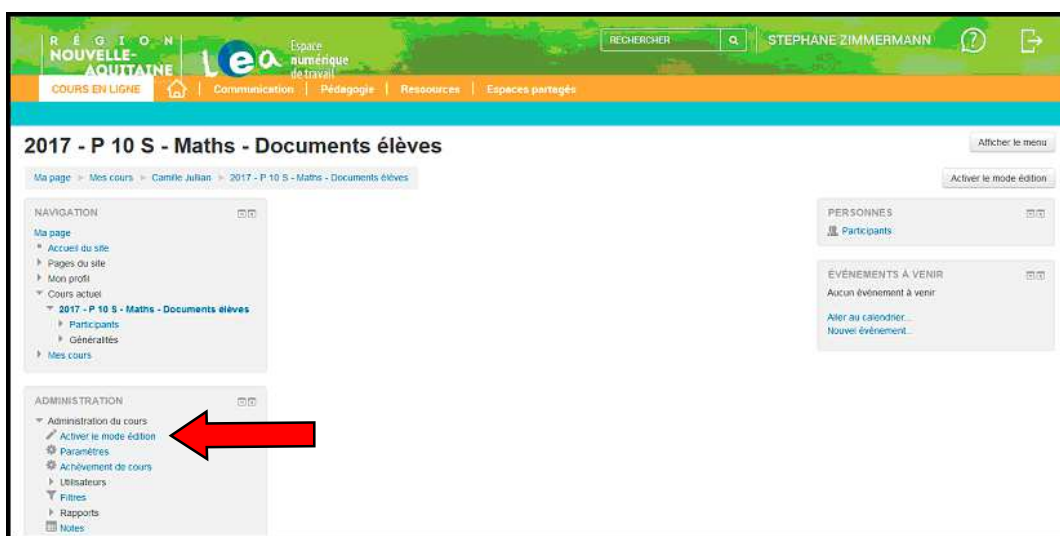 RÉGION
NOUVELLE-
AQUITAINE
Lea
Espace
numérique
de travail
RECHERCHER
STEPHANE ZIMMERMANN
?
COURS EN LIGNE | Communication | Pédagogie | Ressources | Espaces partagés
2017 - P 10 S - Maths - Documents élèves
Afficher le menu
Ma page ► Mes cours ► Camille Jullian ► 2017 - P 10 S - Maths - Documents élèves
Activer le mode édition
NAVIGATION
Ma page
Accueil du site
Pages du site
Mon profil
Cours actuel
2017 - P 10 S - Maths - Documents élèves
Participants
Généralités
Mes cours
ADMINISTRATION
Administration du cours
Activer le mode édition
Paramètres
Achèvement de cours
Utilisateurs
Filtres
Rapports
Notes
PERSONNES
Participants
ÉVÉNEMENTS À VENIR
Aucun événement à venir
Aller au calendrier...
Nouvel événement...